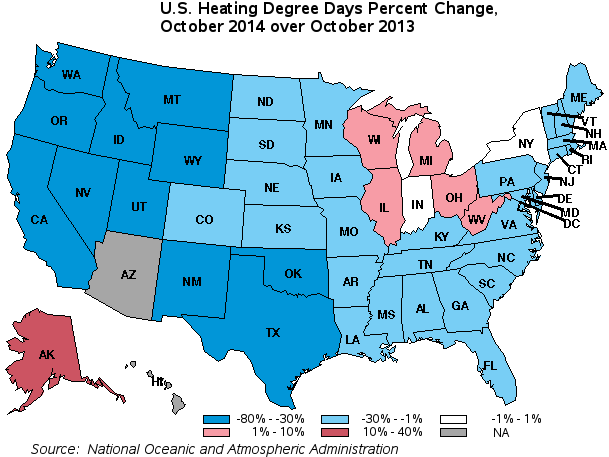 U.S. Heating Degree Days Percent Change,
October 2014 over October 2013
WA
MT
ND
MN
ME
VT
NH
MA
RI
CT
NJ
DE
MD
DC
OR
ID
SD
WI
MI
NY
WY
IA
PA
NE
NV
UT
IL
IN
OH
WV
VA
CA
CO
KS
MO
KY
NC
TN
AZ
NM
OK
AR
SC
MS
AL
GA
TX
LA
FL
AK
HI
-80% - -30%
-30% - -1%
-1% - 1%
1% - 10%
10% - 40%
NA
Source: National Oceanic and Atmospheric Administration